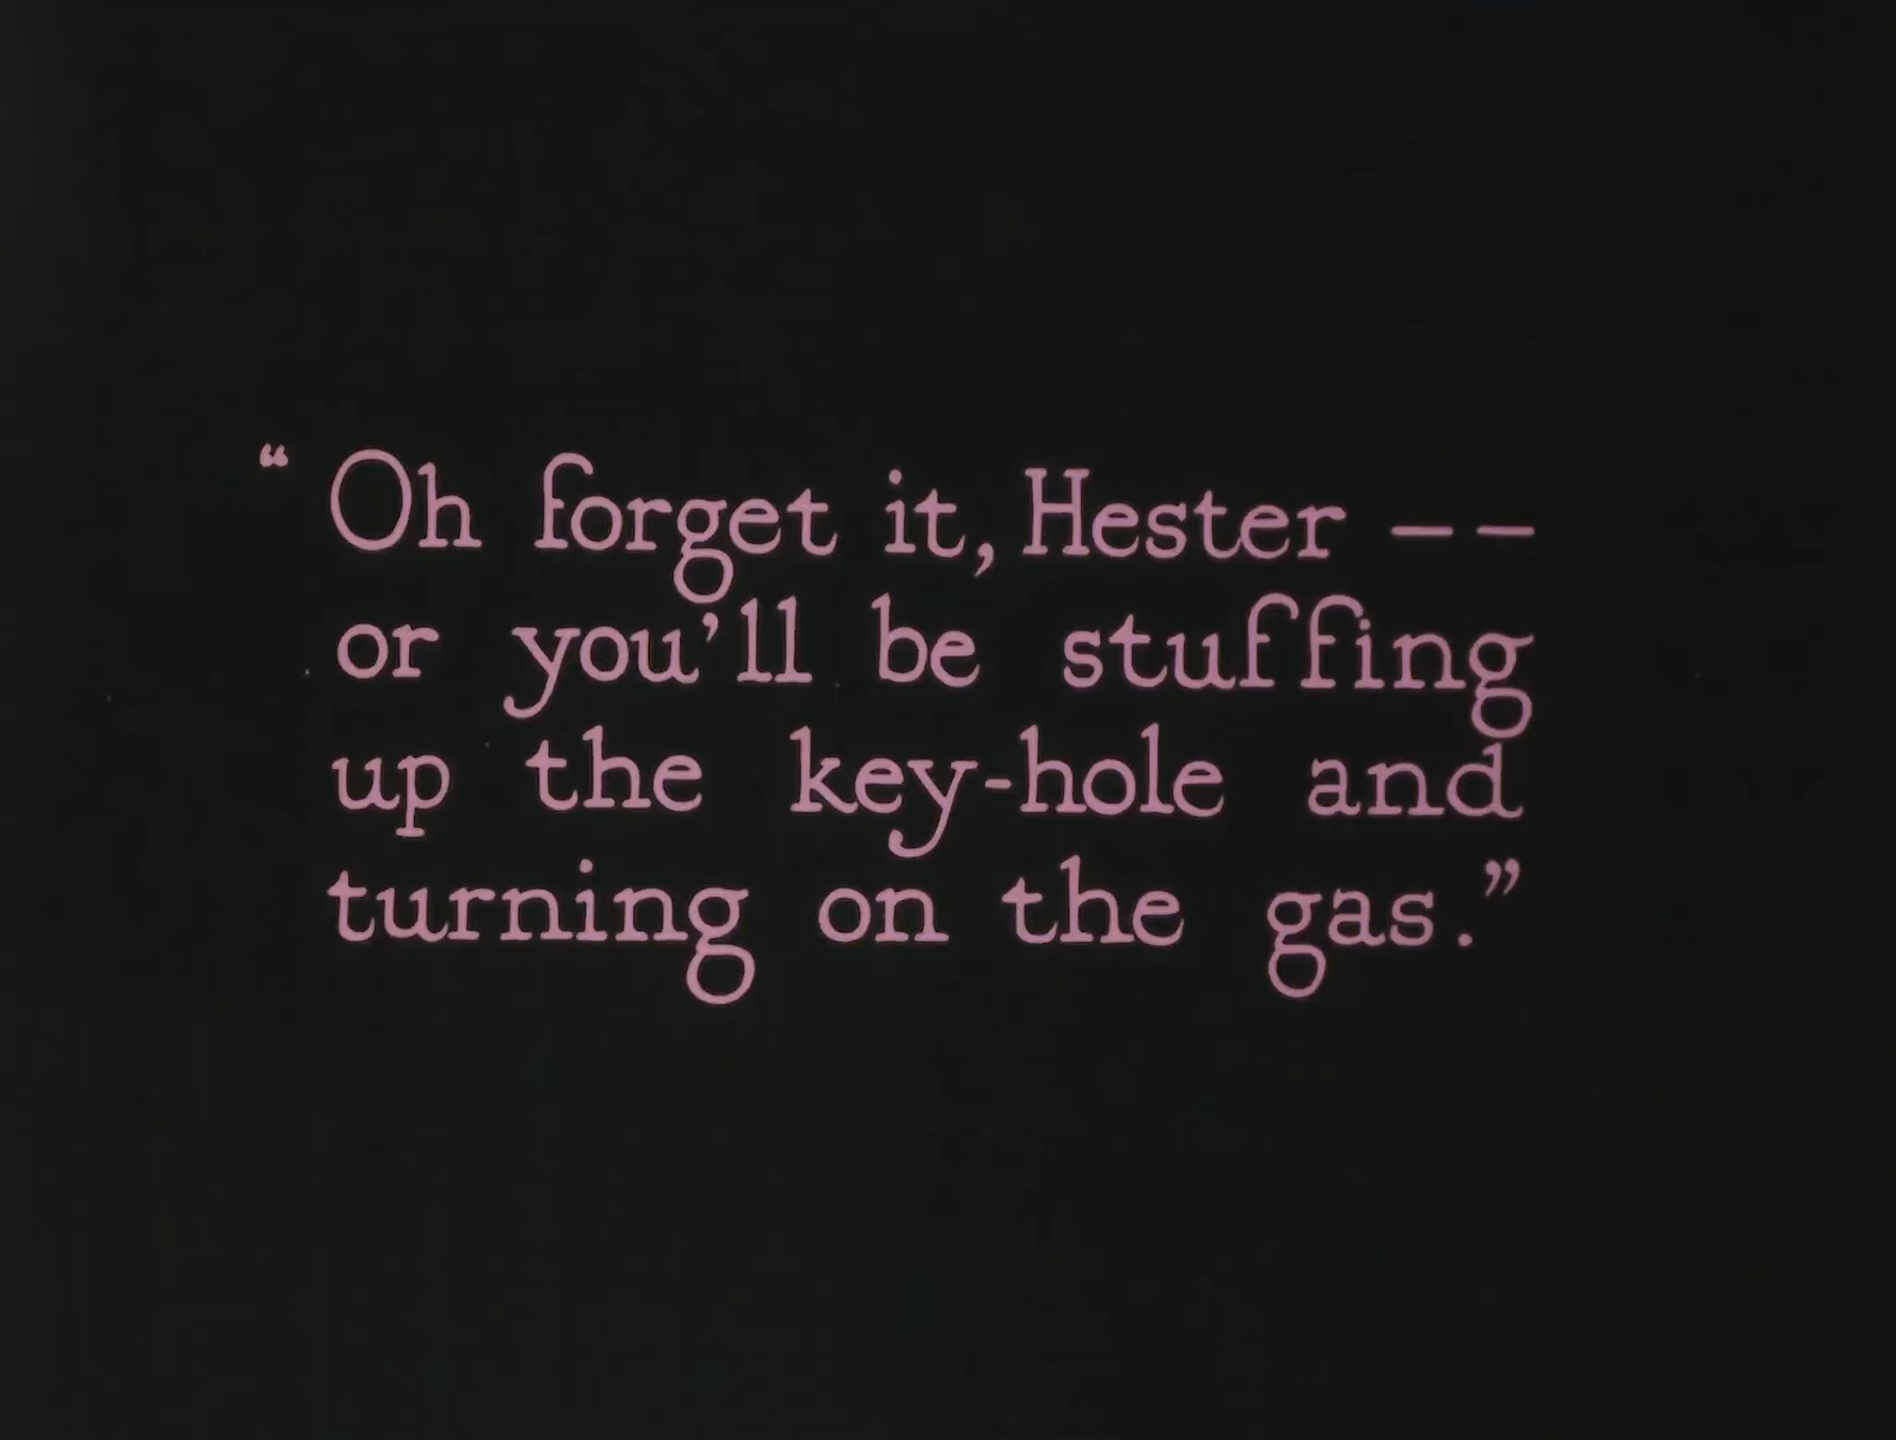 “Oh forget it, Hester – –
or you’ll be stuffing
up the key-hole and
turning on the gas.”